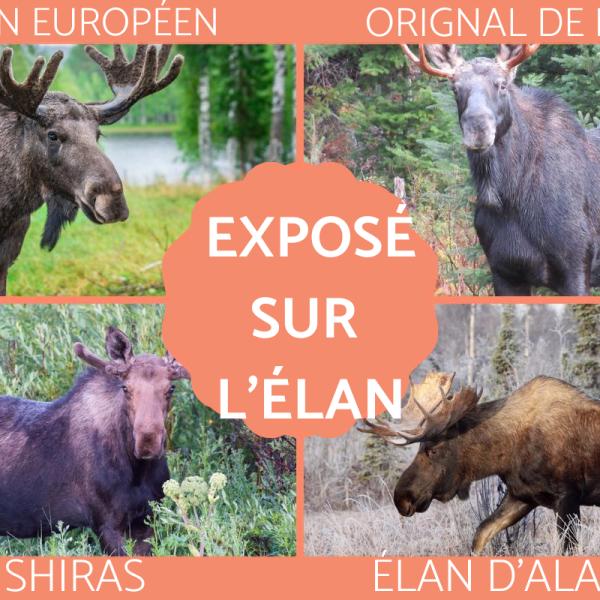 N EUROPÉEN
ORIGNAL DE
EXPOSÉ
SUR
L’ÉLAN
SHIRAS
ÉLAN D’ALA